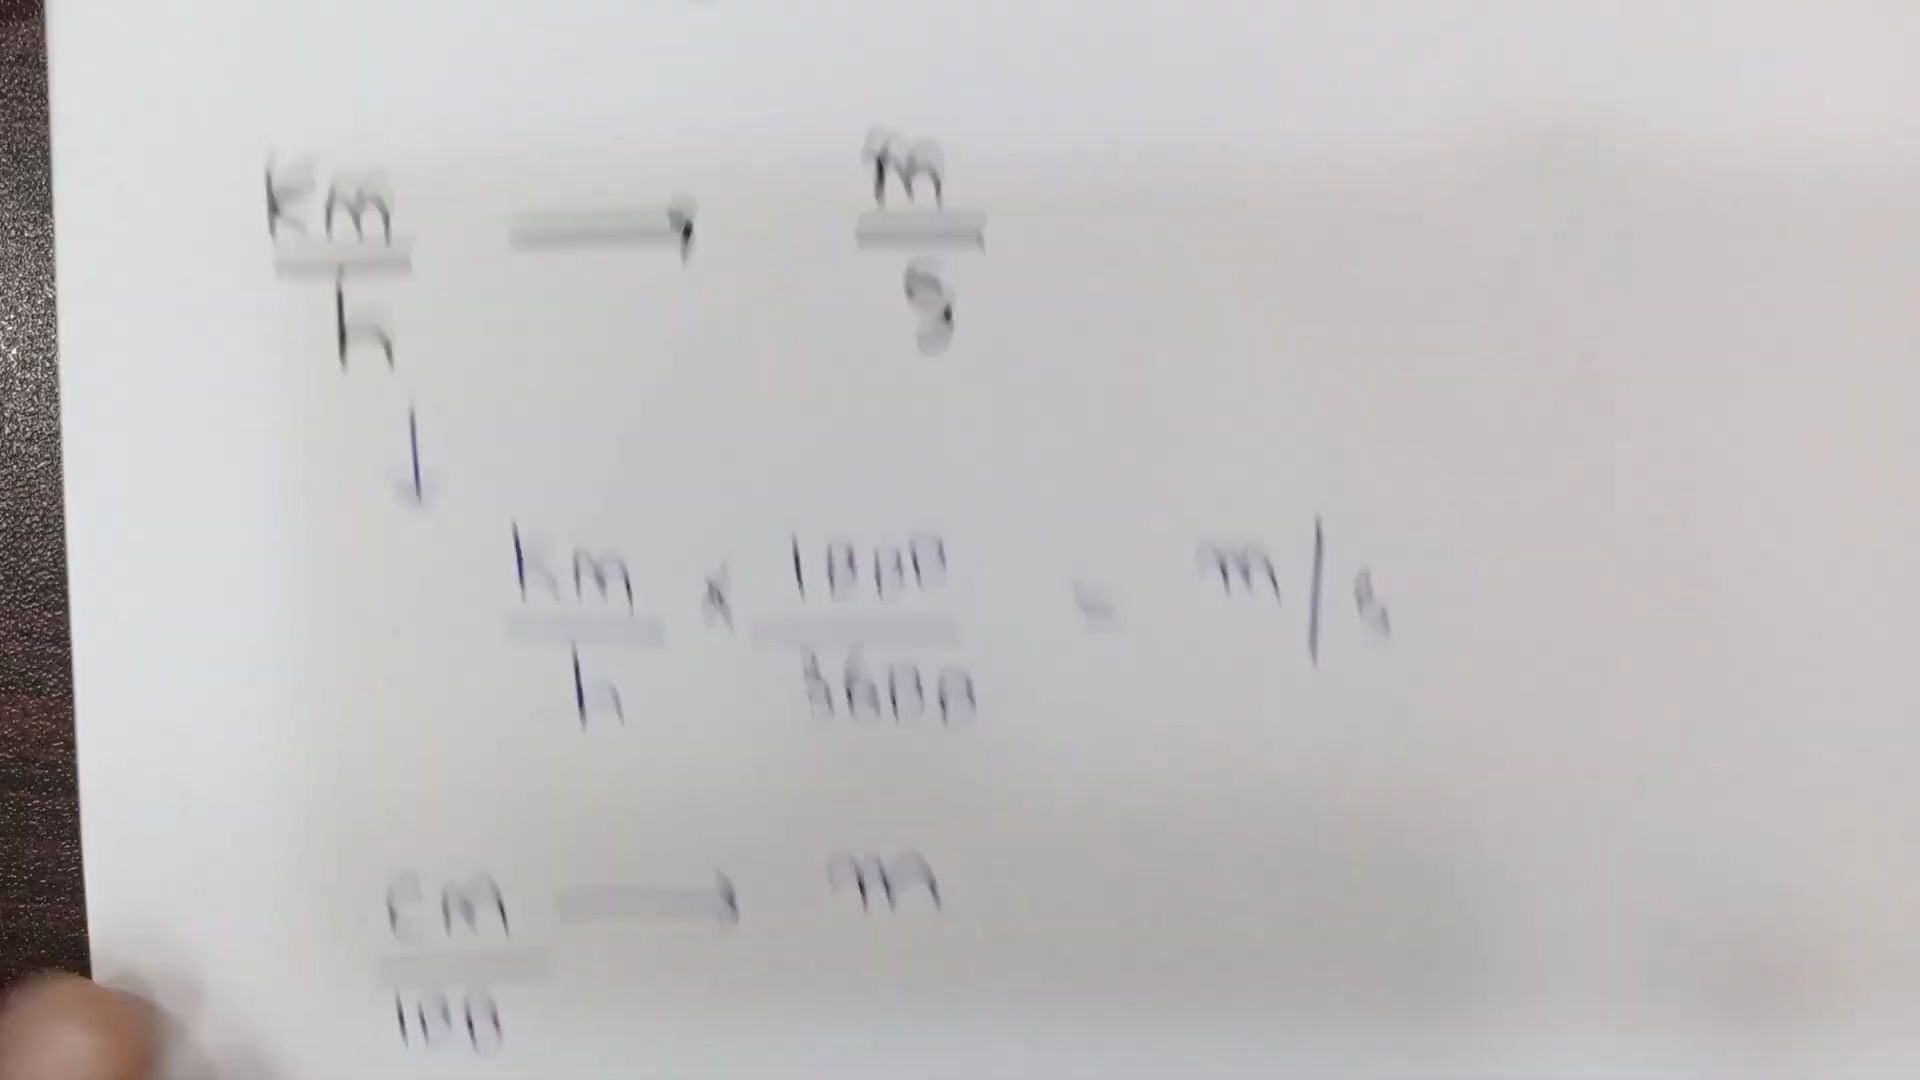 Km/h → m/s
↓
Km/h × 1000/3600 = m/s
cm/100 → m